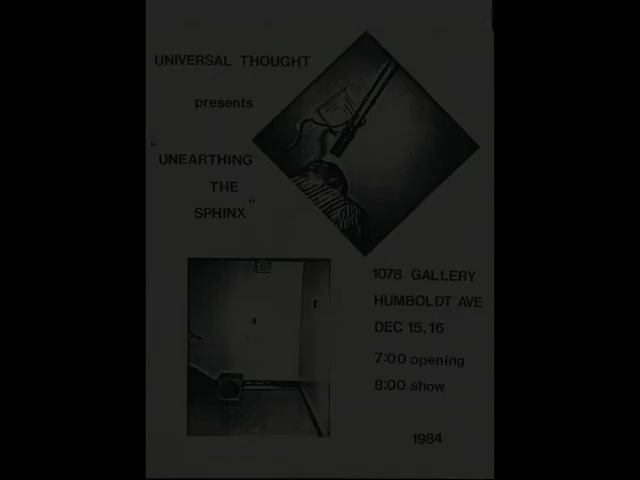 UNIVERSAL THOUGHT
presents
"UNEARTHING
THE
SPHINX"
1078 GALLERY
HUMBOLDT AVE
DEC 15, 16
7:00 opening
8:00 show
1984